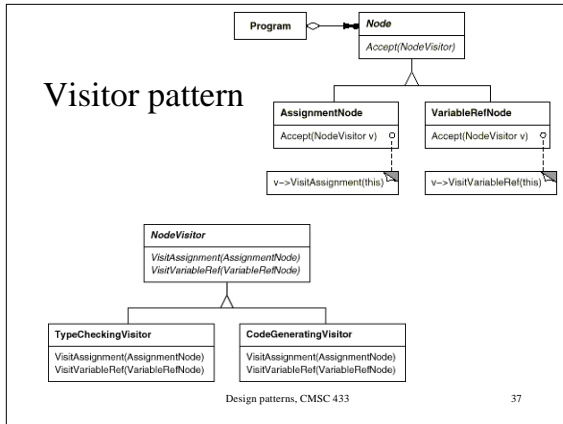 Program
Node
Accept(NodeVisitor)
Visitor pattern
AssignmentNode
Accept(NodeVisitor v)
VariableRefNode
Accept(NodeVisitor v)
v->VisitAssignment(this)
v->VisitVariableRef(this)
NodeVisitor
VisitAssignment(AssignmentNode)
VisitVariableRef(VariableRefNode)
TypeCheckingVisitor
VisitAssignment(AssignmentNode)
VisitVariableRef(VariableRefNode)
CodeGeneratingVisitor
VisitAssignment(AssignmentNode)
VisitVariableRef(VariableRefNode)
Design patterns, CMSC 433
37